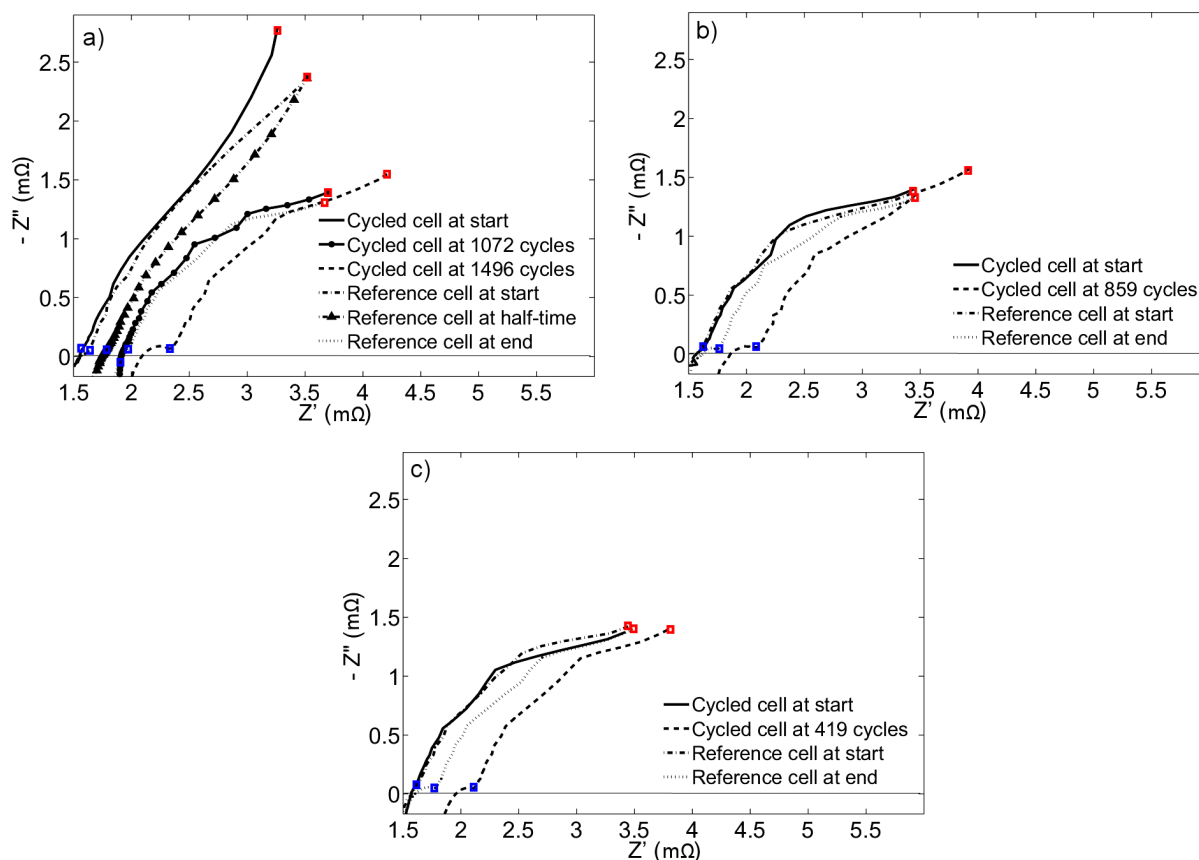 a)
2.5
2
1.5
1
0.5
0
- Z'' (mΩ)
Cycled cell at start
Cycled cell at 1072 cycles
Cycled cell at 1496 cycles
Reference cell at start
Reference cell at half-time
Reference cell at end
1.5 2 2.5 3 3.5 4 4.5 5 5.5
Z' (mΩ)
b)
2.5
2
1.5
1
0.5
0
- Z'' (mΩ)
Cycled cell at start
Cycled cell at 859 cycles
Reference cell at start
Reference cell at end
1.5 2 2.5 3 3.5 4 4.5 5 5.5
Z' (mΩ)
c)
2.5
2
1.5
1
0.5
0
- Z'' (mΩ)
Cycled cell at start
Cycled cell at 419 cycles
Reference cell at start
Reference cell at end
1.5 2 2.5 3 3.5 4 4.5 5 5.5
Z' (mΩ)